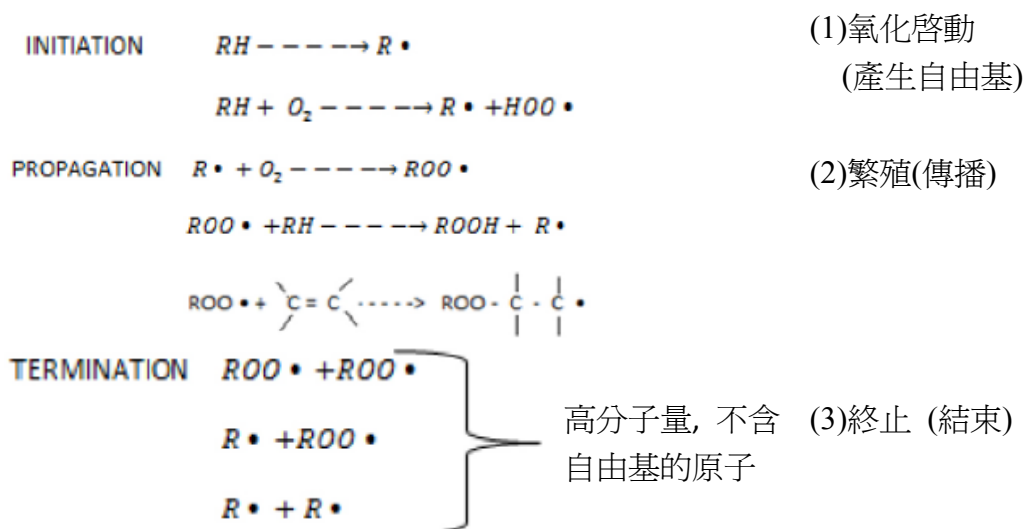 INITIATION RH – – – – → R • (1)氧化啓動
(產生自由基)
RH + O₂ – – – – → R • +HOO •
PROPAGATION R • + O₂ – – – – → ROO • (2)繁殖(傳播)
ROO • +RH – – – – → ROOH + R •
ROO • + C = C -----> ROO - C - C •
TERMINATION ROO • +ROO •
高分子量, 不含 (3)終止 (結束)
R • +ROO •
自由基的原子
R • + R •